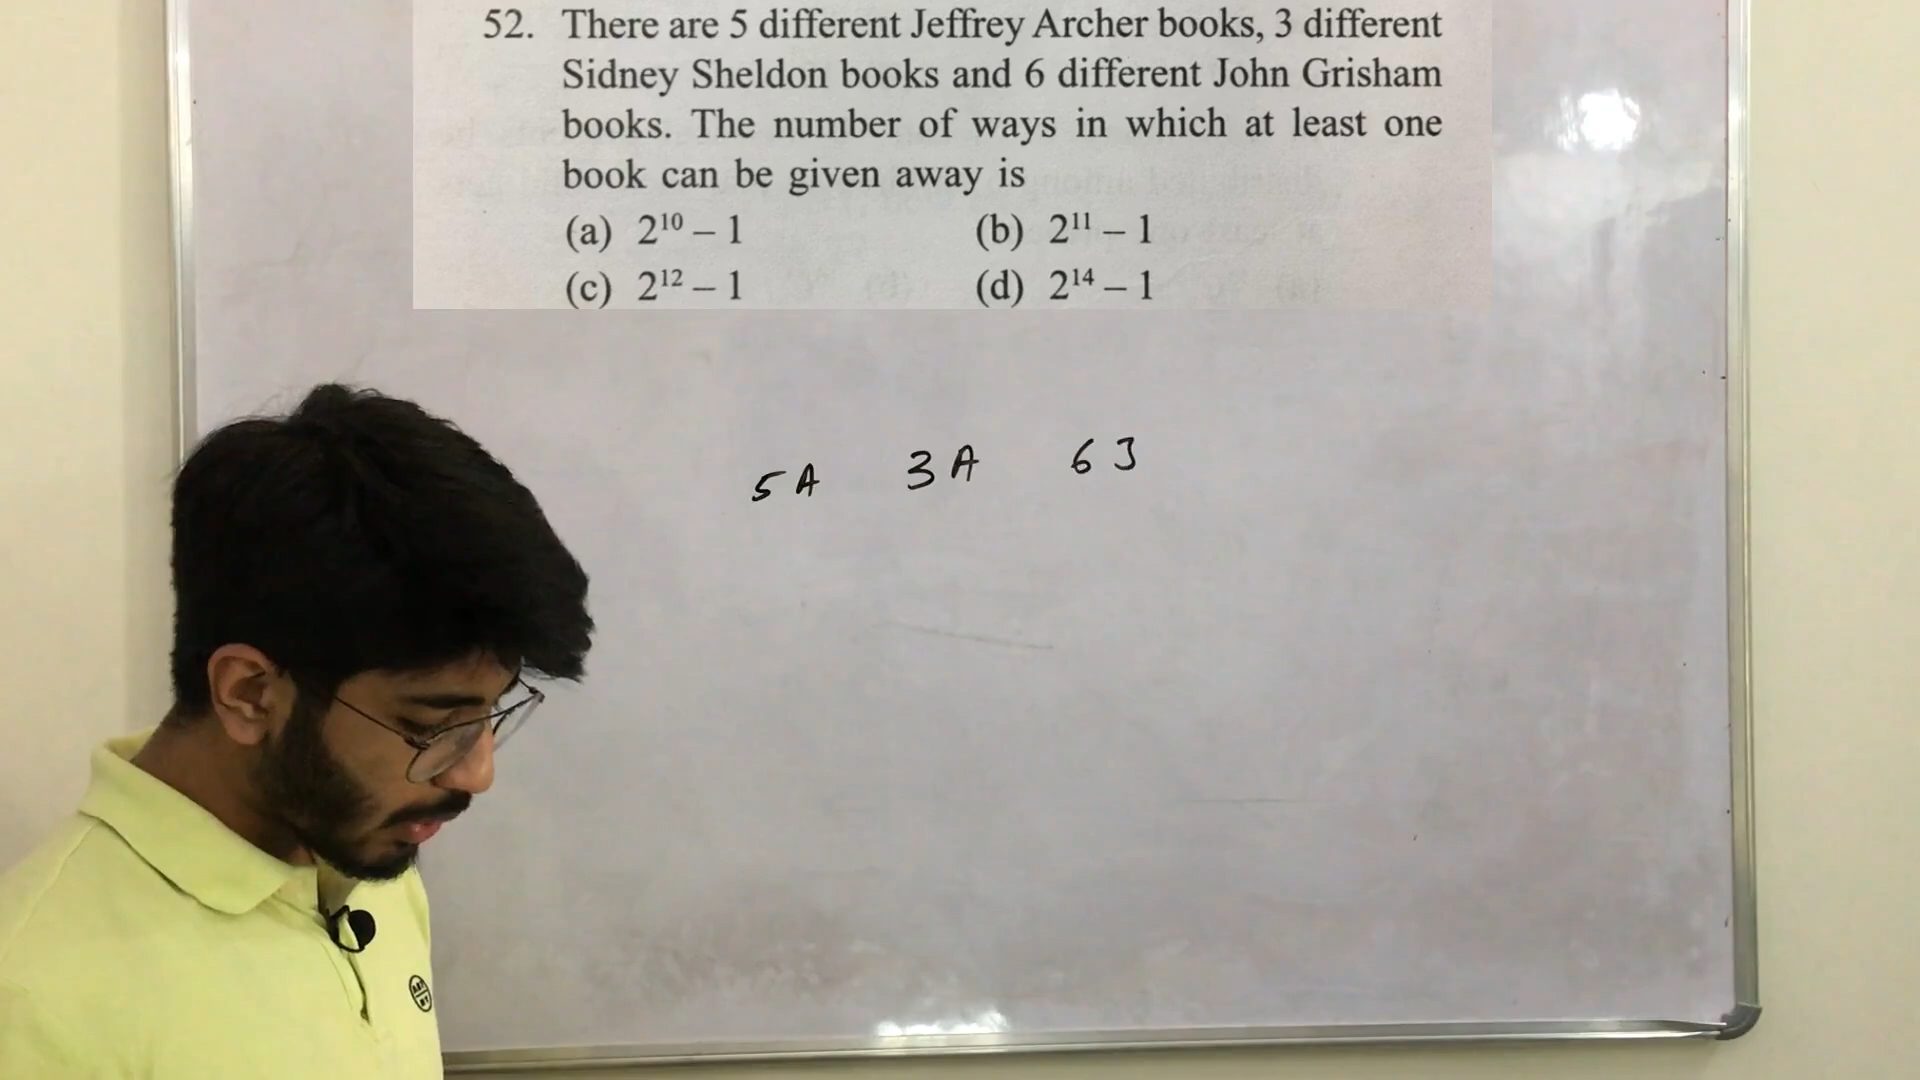 52. There are 5 different Jeffrey Archer books, 3 different
Sidney Sheldon books and 6 different John Grisham
books. The number of ways in which at least one
book can be given away is
(a) 2¹⁰ – 1 (b) 2¹¹ – 1
(c) 2¹² – 1 (d) 2¹⁴ – 1
5A 3A 6J